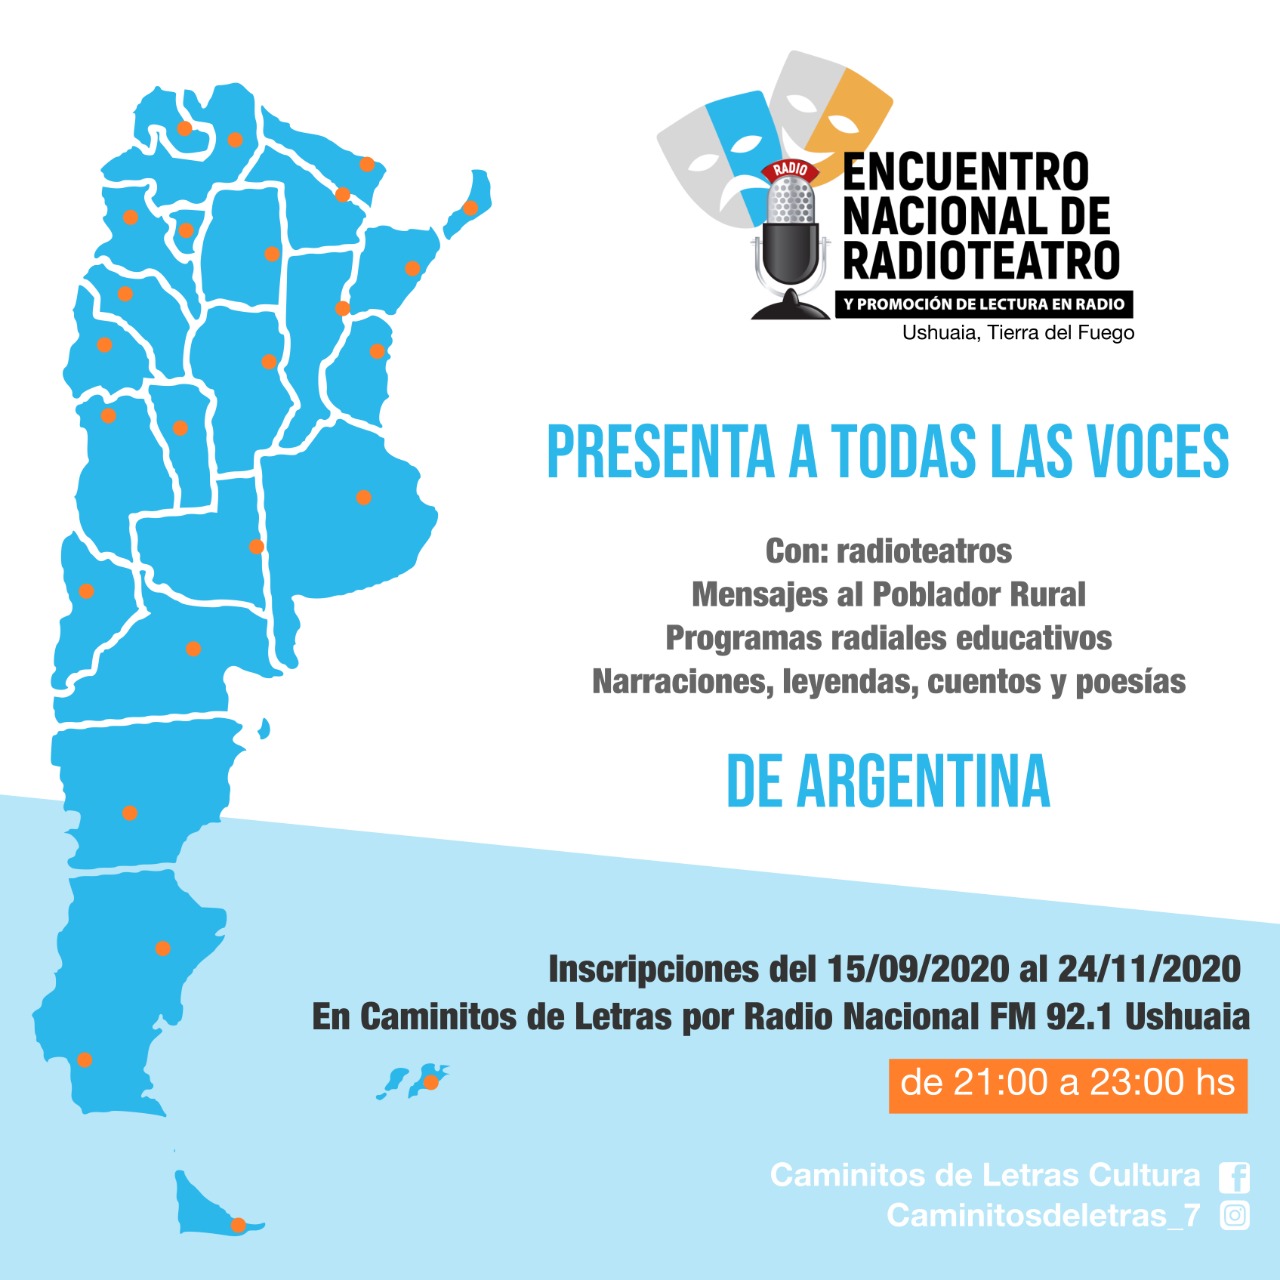 RADIO
ENCUENTRO
NACIONAL DE
RADIOTEATRO
Y PROMOCIÓN DE LECTURA EN RADIO
Ushuaia, Tierra del Fuego
PRESENTA A TODAS LAS VOCES
Con: radioteatros
Mensajes al Poblador Rural
Programas radiales educativos
Narraciones, leyendas, cuentos y poesías
DE ARGENTINA
Inscripciones del 15/09/2020 al 24/11/2020
En Caminitos de Letras por Radio Nacional FM 92.1 Ushuaia
de 21:00 a 23:00 hs
Caminitos de Letras Cultura
Caminitosdeletras_7